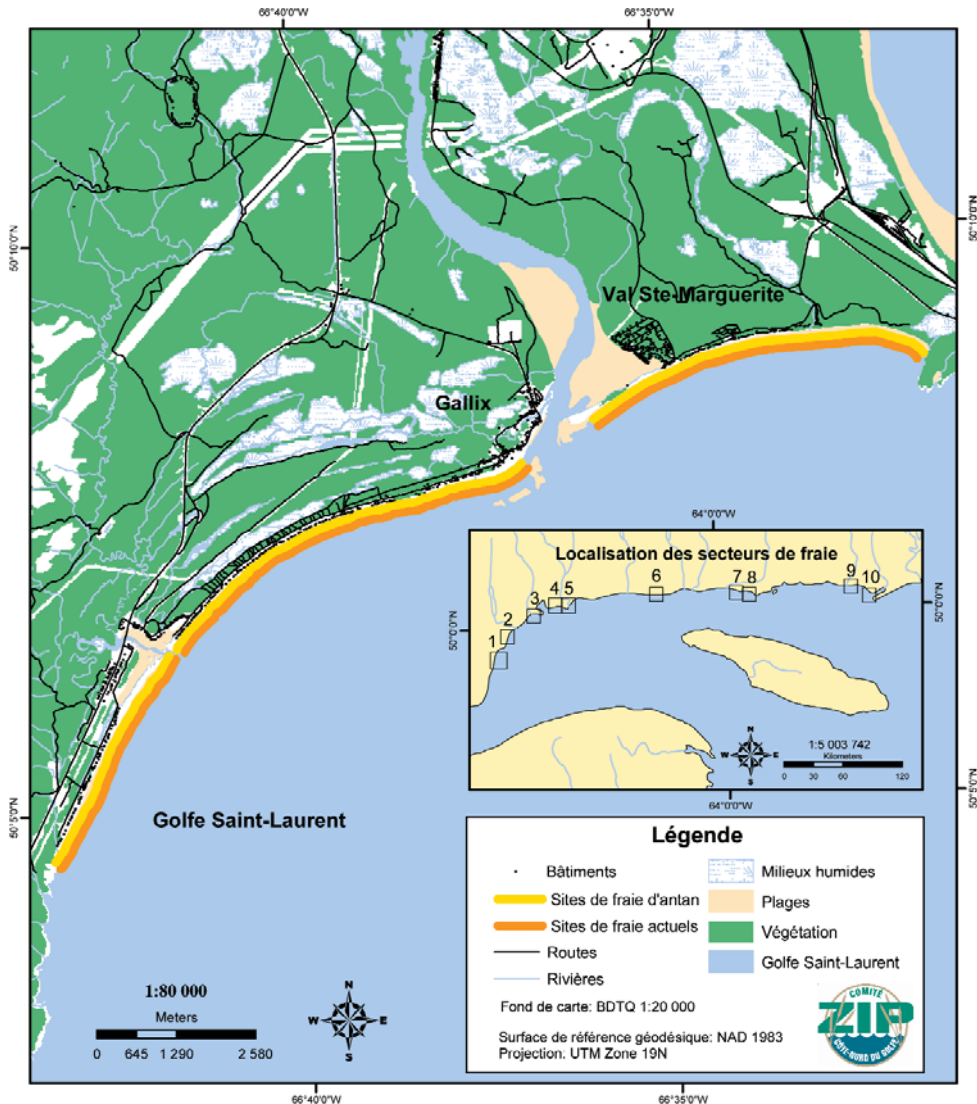 66°40'0"W 66°35'0"W
50°10'0"N
50°10'0"N
Val Ste-Marguerite
Gallix
64°0'0"W
Localisation des secteurs de fraie
1 2 3 4 5 6 7 8 9 10
50°0'0"N
50°0'0"N
N
W E
S
1:5 003 742
Kilometers
0 30 60 120
64°0'0"W
50°5'0"N
50°5'0"N
Golfe Saint-Laurent
Légende
Bâtiments
Sites de fraie d'antan
Sites de fraie actuels
Routes
Rivières
Milieux humides
Plages
Végétation
Golfe Saint-Laurent
Fond de carte: BDTQ 1:20 000
Surface de référence géodésique: NAD 1983
Projection: UTM Zone 19N
COMITÉ
ZIP
CÔTE-NORD DU GOLFE
1:80 000
Meters
0 645 1 290 2 580
N
W E
S
66°40'0"W 66°35'0"W